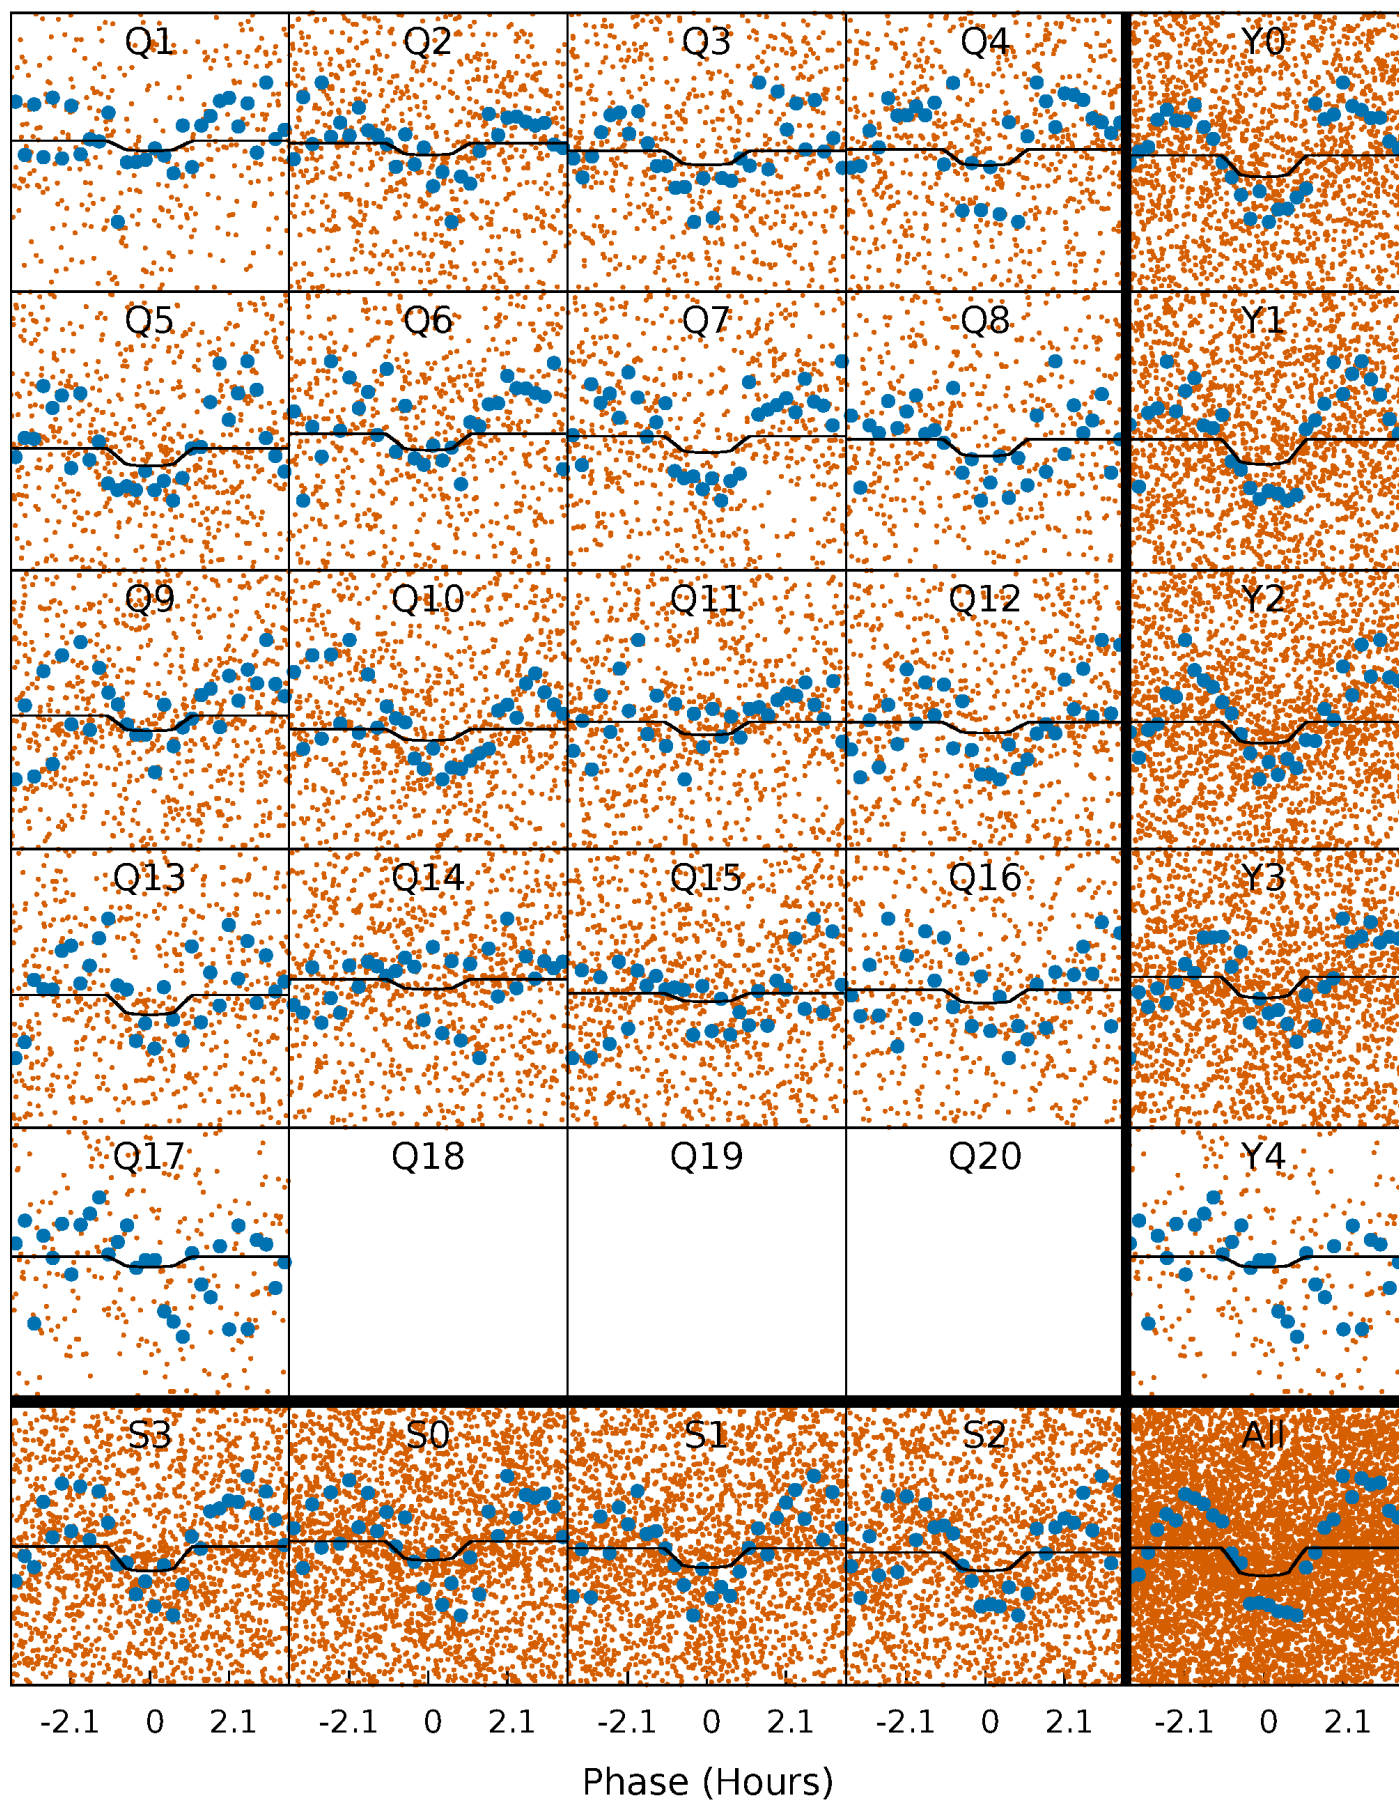 Q1 Q2 Q3 Q4 Y0
Q5 Q6 Q7 Q8 Y1
Q9 Q10 Q11 Q12 Y2
Q13 Q14 Q15 Q16 Y3
Q17 Q18 Q19 Q20 Y4
S3 S0 S1 S2 All
-2.1 0 2.1 -2.1 0 2.1 -2.1 0 2.1 -2.1 0 2.1 -2.1 0 2.1
Phase (Hours)